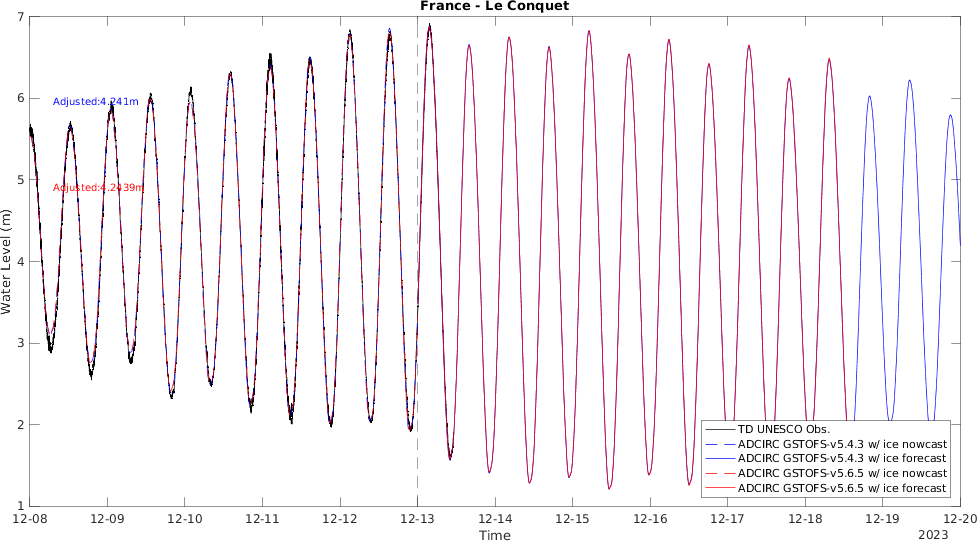 France - Le Conquet
7
6
5
4
3
2
1
Water Level (m)
Adjusted:4.241m
Adjusted:4.2439m
TD UNESCO Obs.
ADCIRC GSTOFS-v5.4.3 w/ ice nowcast
ADCIRC GSTOFS-v5.4.3 w/ ice forecast
ADCIRC GSTOFS-v5.6.5 w/ ice nowcast
ADCIRC GSTOFS-v5.6.5 w/ ice forecast
12-08 12-09 12-10 12-11 12-12 12-13 12-14 12-15 12-16 12-17 12-18 12-19 12-20
Time
2023